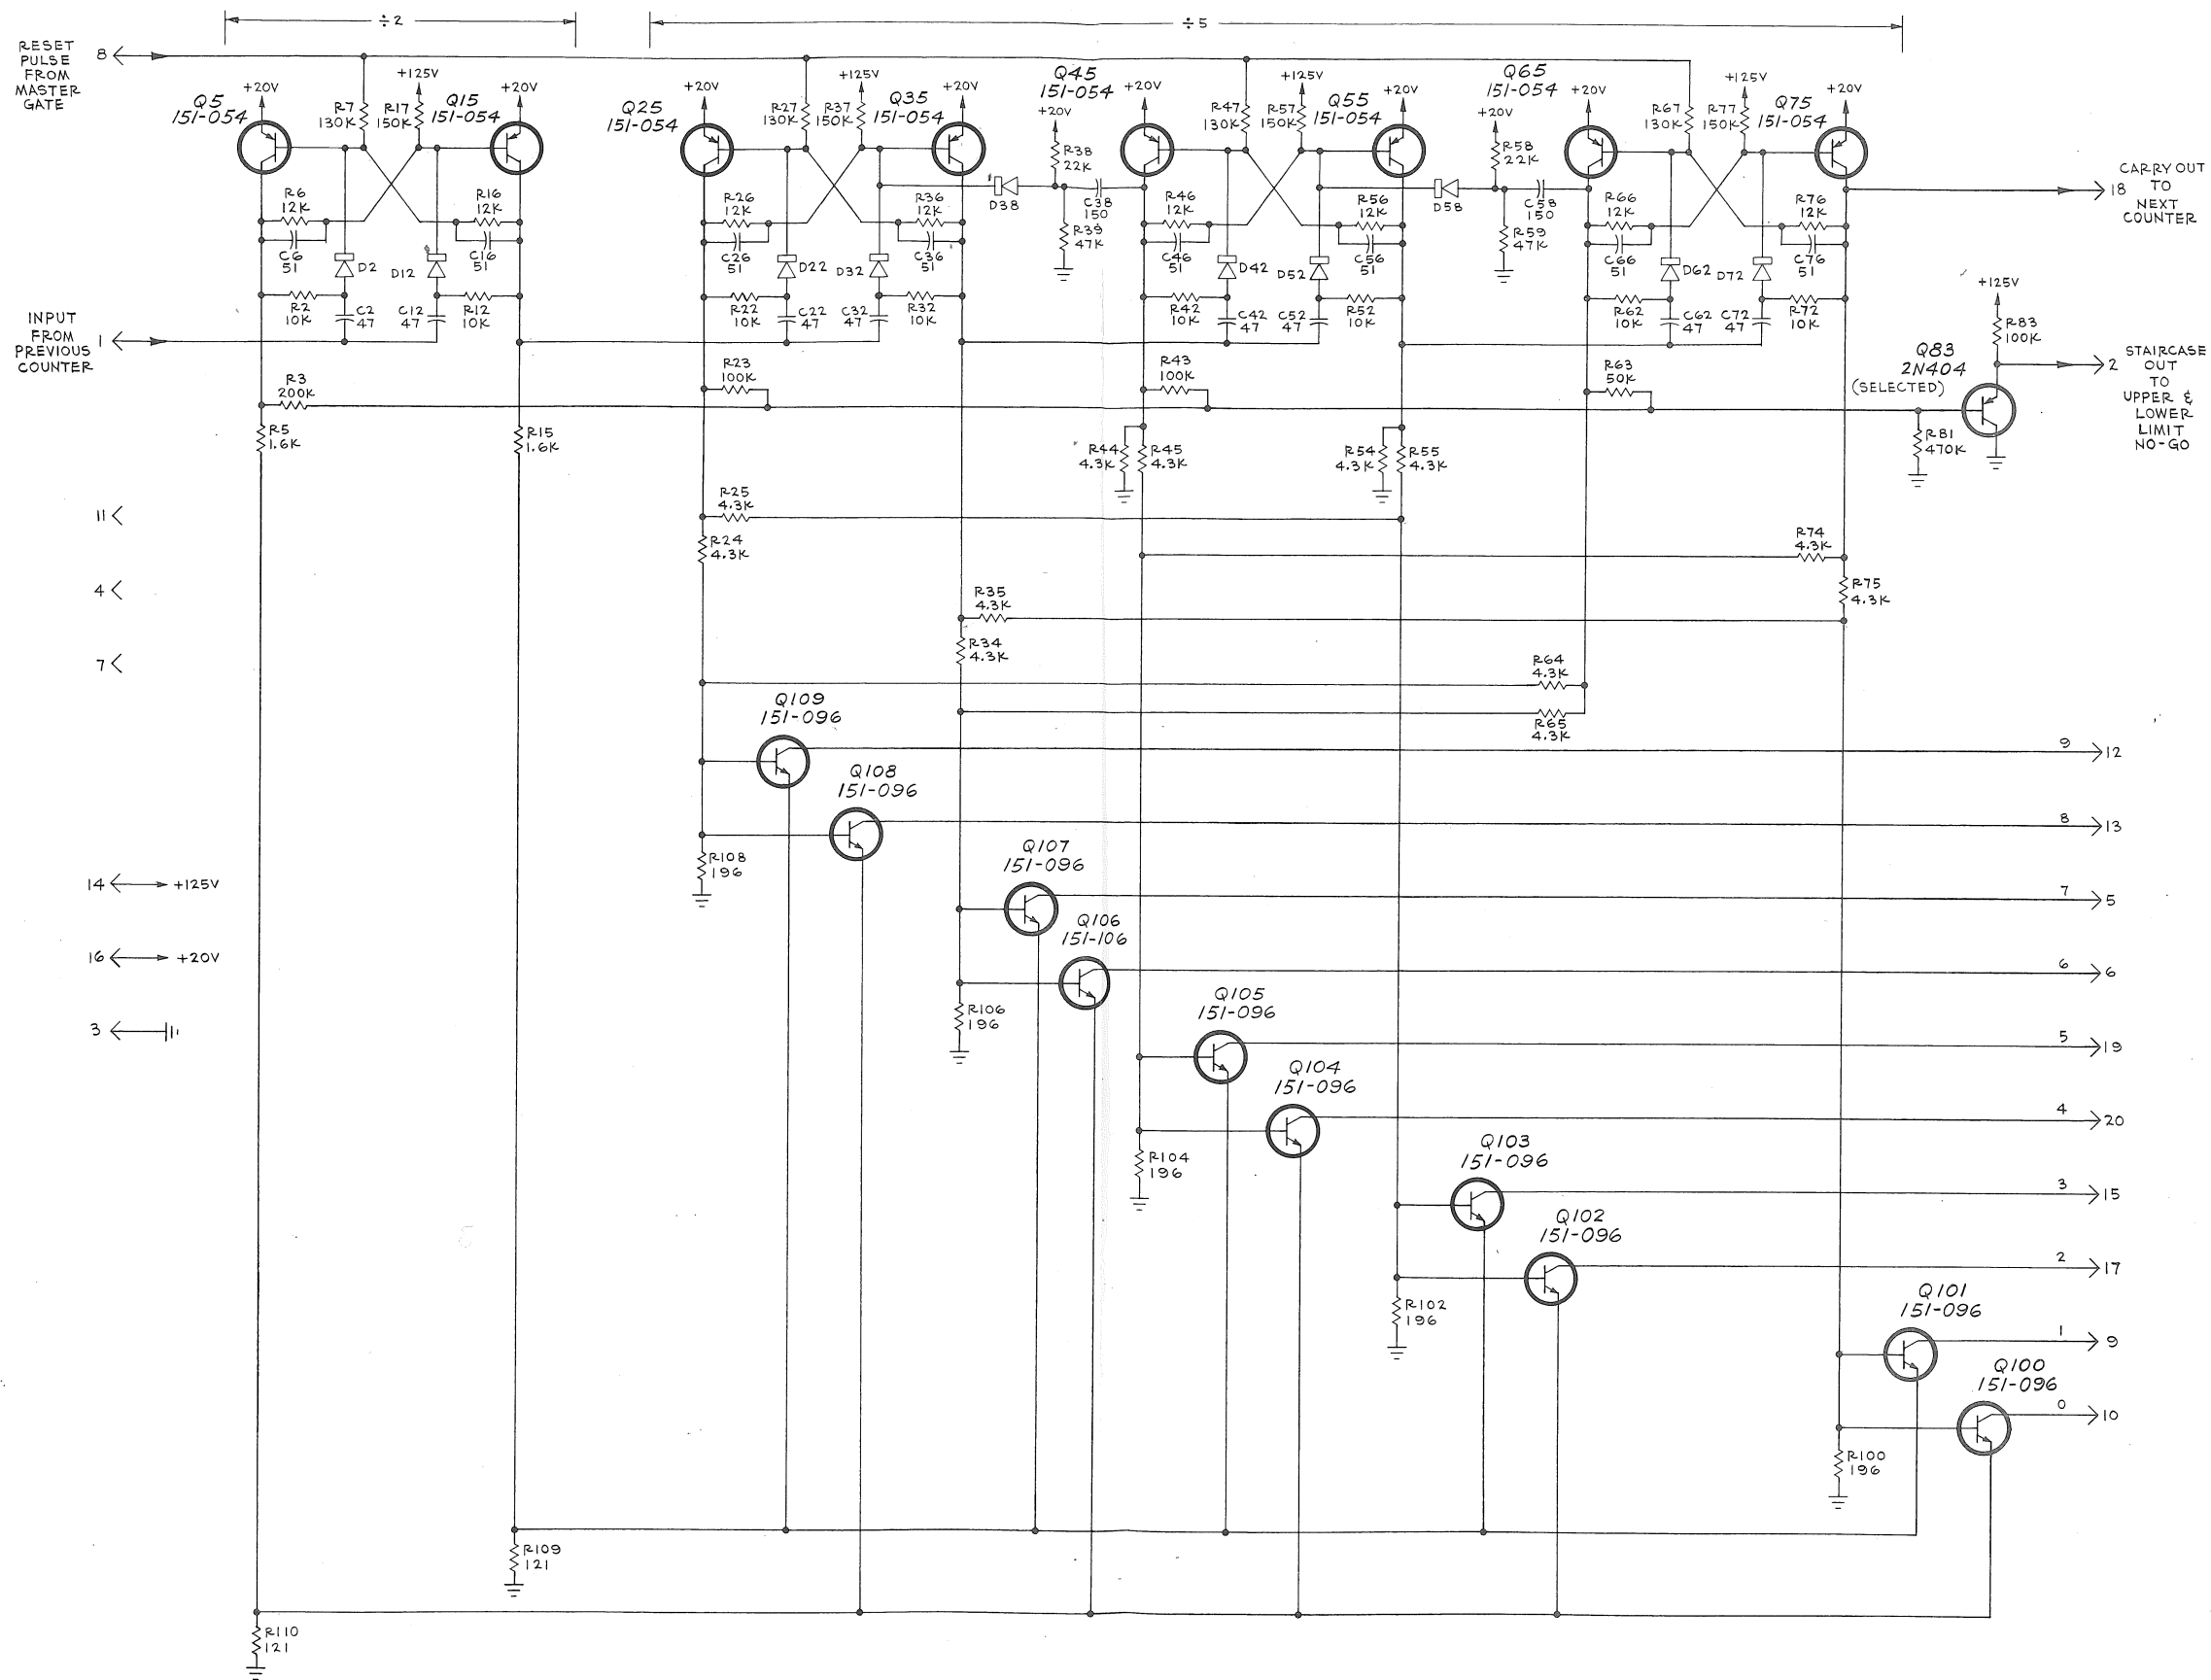 ÷2
÷5
RESET
PULSE
FROM
MASTER
GATE
8
+20V
Q5
151-054
R7
130K
+125V
R17
150K
Q15
151-054
+20V
R6
12K
C6
51
D2
D12
R16
12K
C16
51
R2
10K
C2
47
C12
47
R12
10K
INPUT
FROM
PREVIOUS
COUNTER
1
R3
200K
R5
1.6K
R15
1.6K
Q25
151-054
+20V
R27
130K
+125V
R37
150K
Q35
151-054
+20V
R26
12K
C26
51
D22
D32
R36
12K
C36
51
R22
10K
C22
47
C32
47
R32
10K
R23
100K
D38
+20V
R38
22K
C38
150
R39
47K
Q45
151-054
+20V
R47
130K
+125V
R57
150K
Q55
151-054
+20V
R46
12K
C46
51
D42
D52
R56
12K
C56
51
R42
10K
C42
47
C52
47
R52
10K
R43
100K
R44
4.3K
R45
4.3K
R54
4.3K
R55
4.3K
D58
+20V
R58
22K
C58
150
R59
47K
Q65
151-054
+20V
R67
130K
+125V
R77
150K
Q75
151-054
+20V
R66
12K
C66
51
D62
D72
R76
12K
C76
51
R62
10K
C62
47
C72
47
R72
10K
R63
50K
CARRY OUT
TO
NEXT
COUNTER
18
+125V
R83
100K
Q83
2N404
(SELECTED)
R81
470K
2
STAIRCASE
OUT
TO
UPPER &
LOWER
LIMIT
NO-GO
11
4
7
R25
4.3K
R24
4.3K
R74
4.3K
R75
4.3K
R35
4.3K
R34
4.3K
R64
4.3K
R65
4.3K
Q109
151-096
9
12
Q108
151-096
8
13
R108
196
14
+125V
Q107
151-096
7
5
16
+20V
Q106
151-106
6
6
R106
196
3
Q105
151-096
5
19
Q104
151-096
4
20
R104
196
Q103
151-096
3
15
Q102
151-096
2
17
R102
196
Q101
151-096
1
9
Q100
151-096
0
10
R100
196
R109
121
R110
121